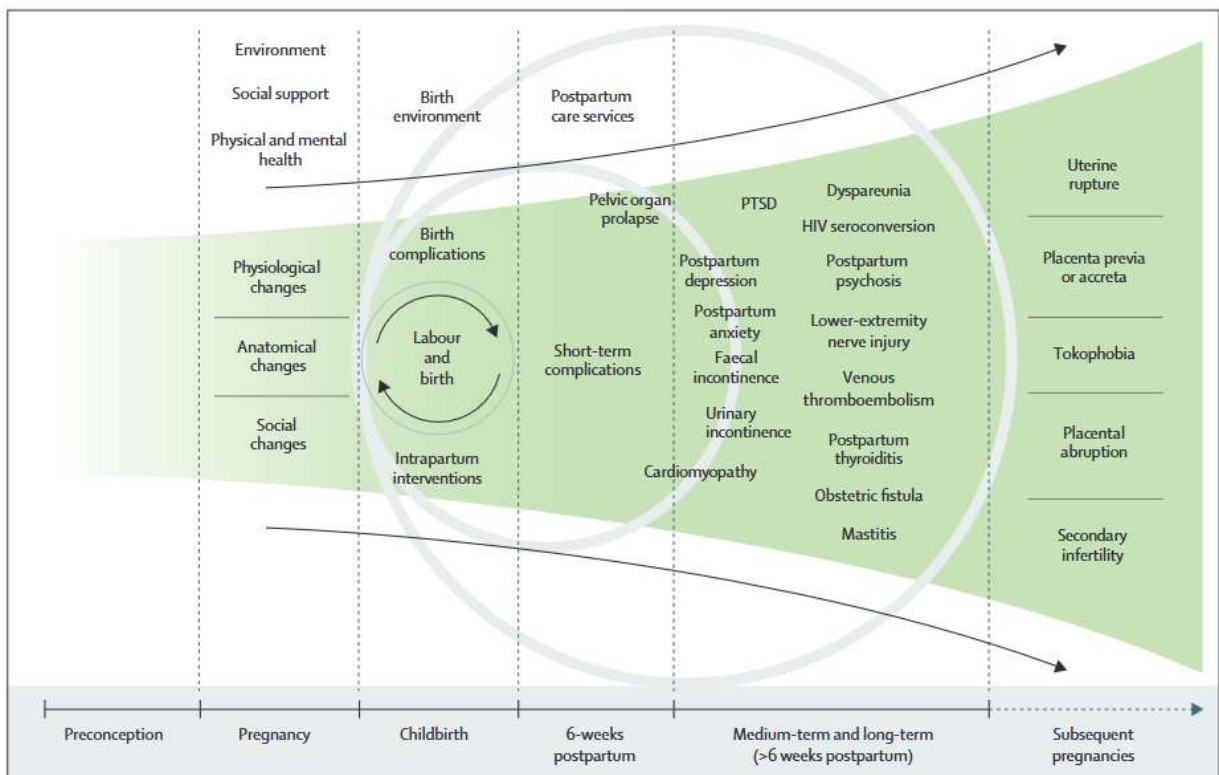 Environment
Social support
Physical and mental
health
Birth
environment
Postpartum
care services
Physiological
changes
Anatomical
changes
Social
changes
Birth
complications
Labour
and
birth
Intrapartum
interventions
Short-term
complications
Pelvic organ
prolapse
PTSD
Postpartum
depression
Postpartum
anxiety
Faecal
incontinence
Urinary
incontinence
Cardiomyopathy
Dyspareunia
HIV seroconversion
Postpartum
psychosis
Lower-extremity
nerve injury
Venous
thromboembolism
Postpartum
thyroiditis
Obstetric fistula
Mastitis
Uterine
rupture
Placenta previa
or accreta
Tokophobia
Placental
abruption
Secondary
infertility
Preconception
Pregnancy
Childbirth
6-weeks
postpartum
Medium-term and long-term
(>6 weeks postpartum)
Subsequent
pregnancies